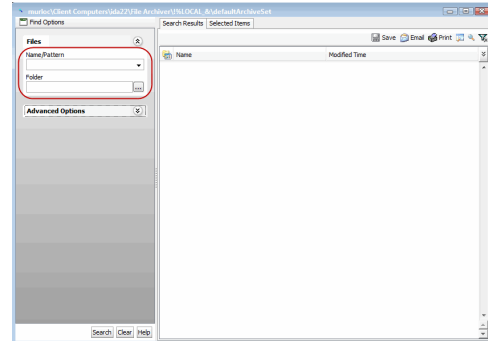 murloc\Client Computers\ida22\File Archiver\!%LOCAL_&\defaultArchiveSet
Find Options
Search Results Selected Items
Files
Save Email Print
Name/Pattern
Name Modified Time
Folder
...
Advanced Options
Search Clear Help